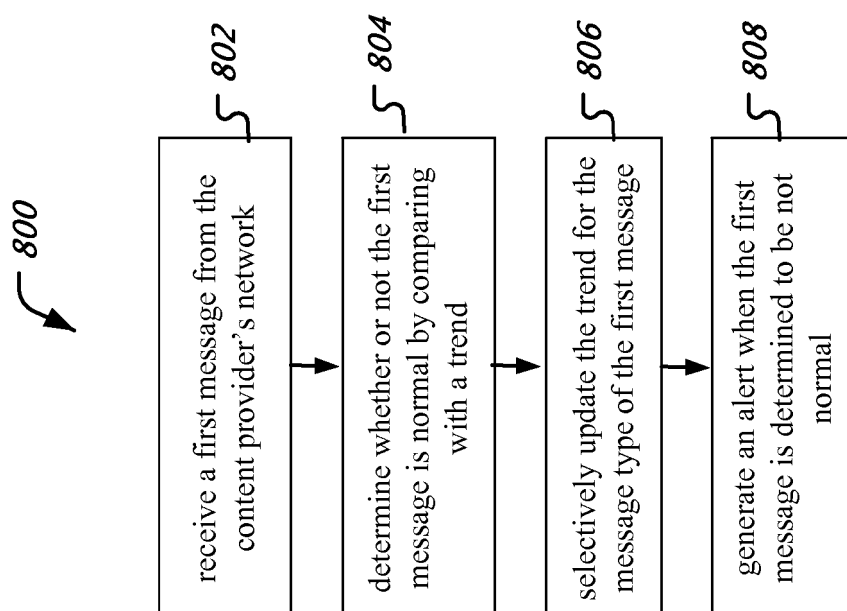 800
802
receive a first message from the
content provider's network
804
determine whether or not the first
message is normal by comparing
with a trend
806
selectively update the trend for the
message type of the first message
808
generate an alert when the first
message is determined to be not
normal